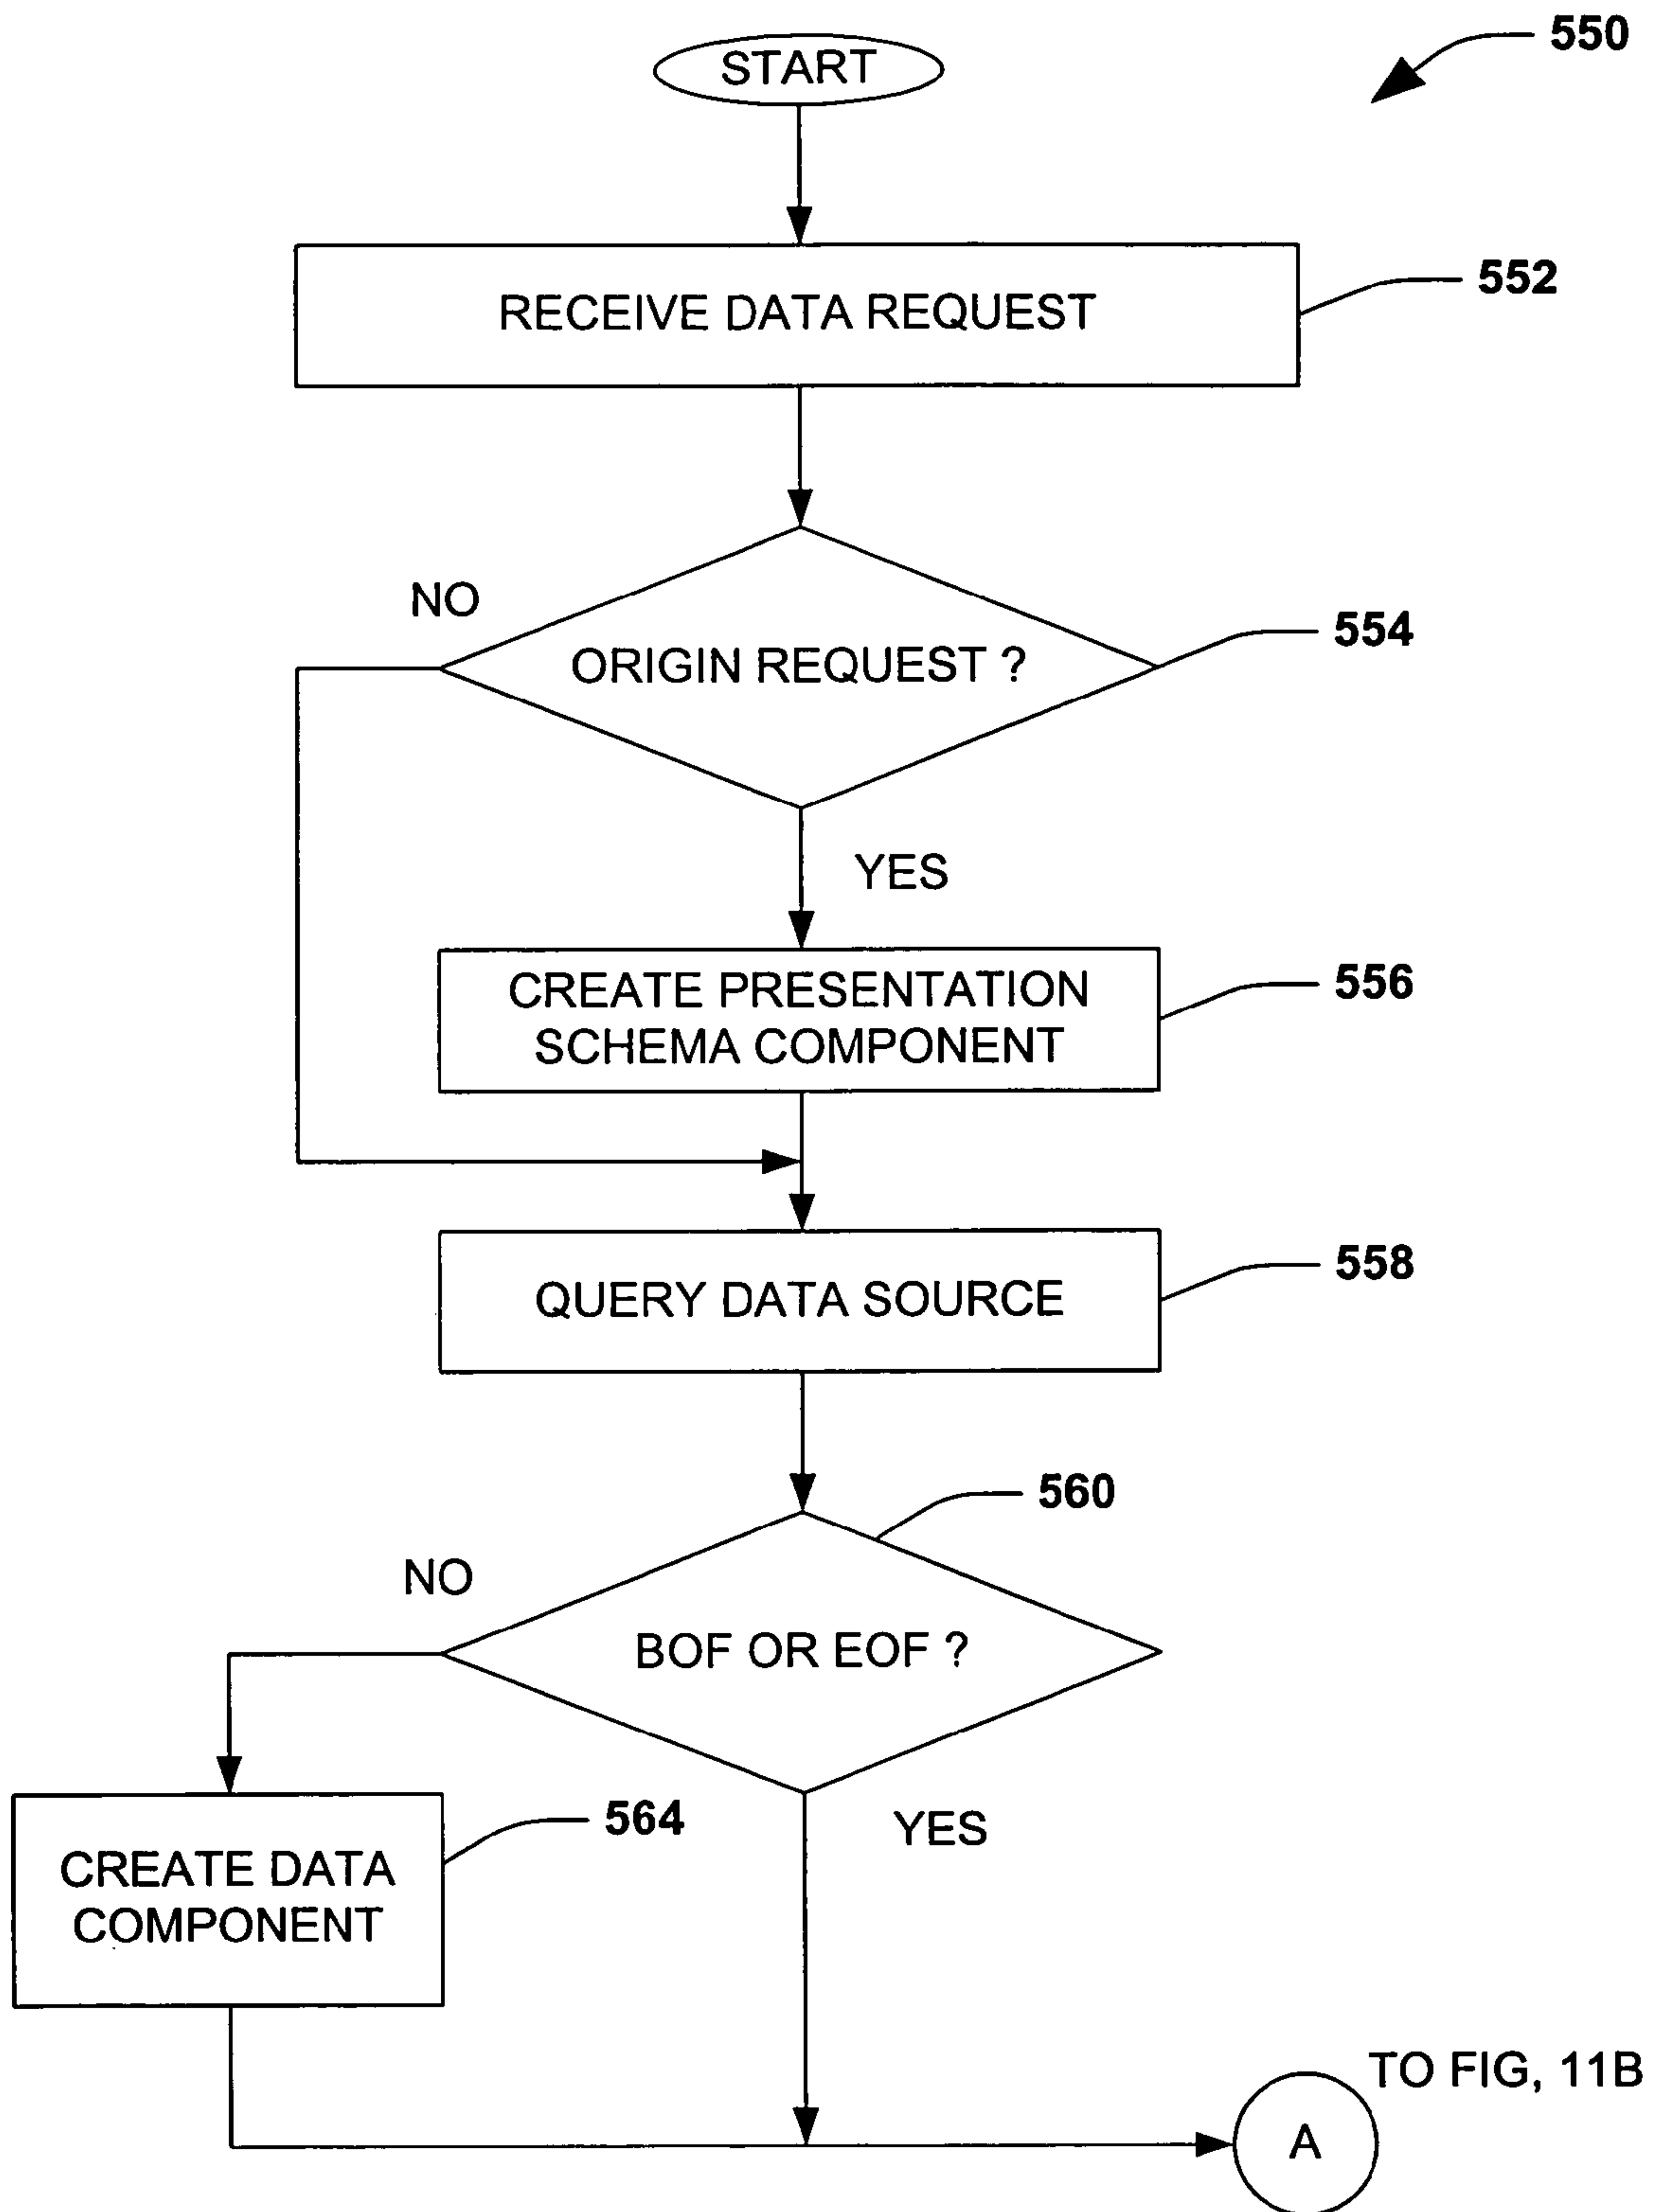 550
START
552
RECEIVE DATA REQUEST
NO
ORIGIN REQUEST ?
554
YES
CREATE PRESENTATION
SCHEMA COMPONENT
556
QUERY DATA SOURCE
558
560
NO
BOF OR EOF ?
YES
564
CREATE DATA
COMPONENT
TO FIG, 11B
A